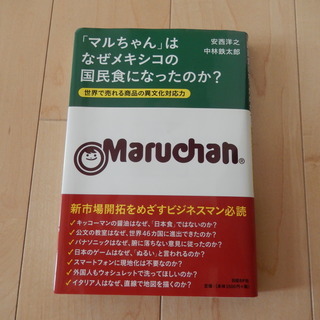 「マルちゃん」は
なぜメキシコの
国民食になったのか?
安西洋之
中林鉄太郎
世界で売れる商品の異文化対応力
Maruchan®
新市場開拓をめざすビジネスマン必読
✓キッコーマンの醤油はなぜ、「日本食」ではないのか?
✓公文の教室はなぜ、世界46カ国に進出できたのか?
✓パナソニックはなぜ、腑に落ちない意見に従ったのか?
✓日本のゲームはなぜ、「ぬるい」と言われるのか?
✓スマートフォンに現地化は不要なのか?
✓外国人もウォシュレットで洗ってほしいのか?
✓イタリア人はなぜ、直線で地図を描くのか?